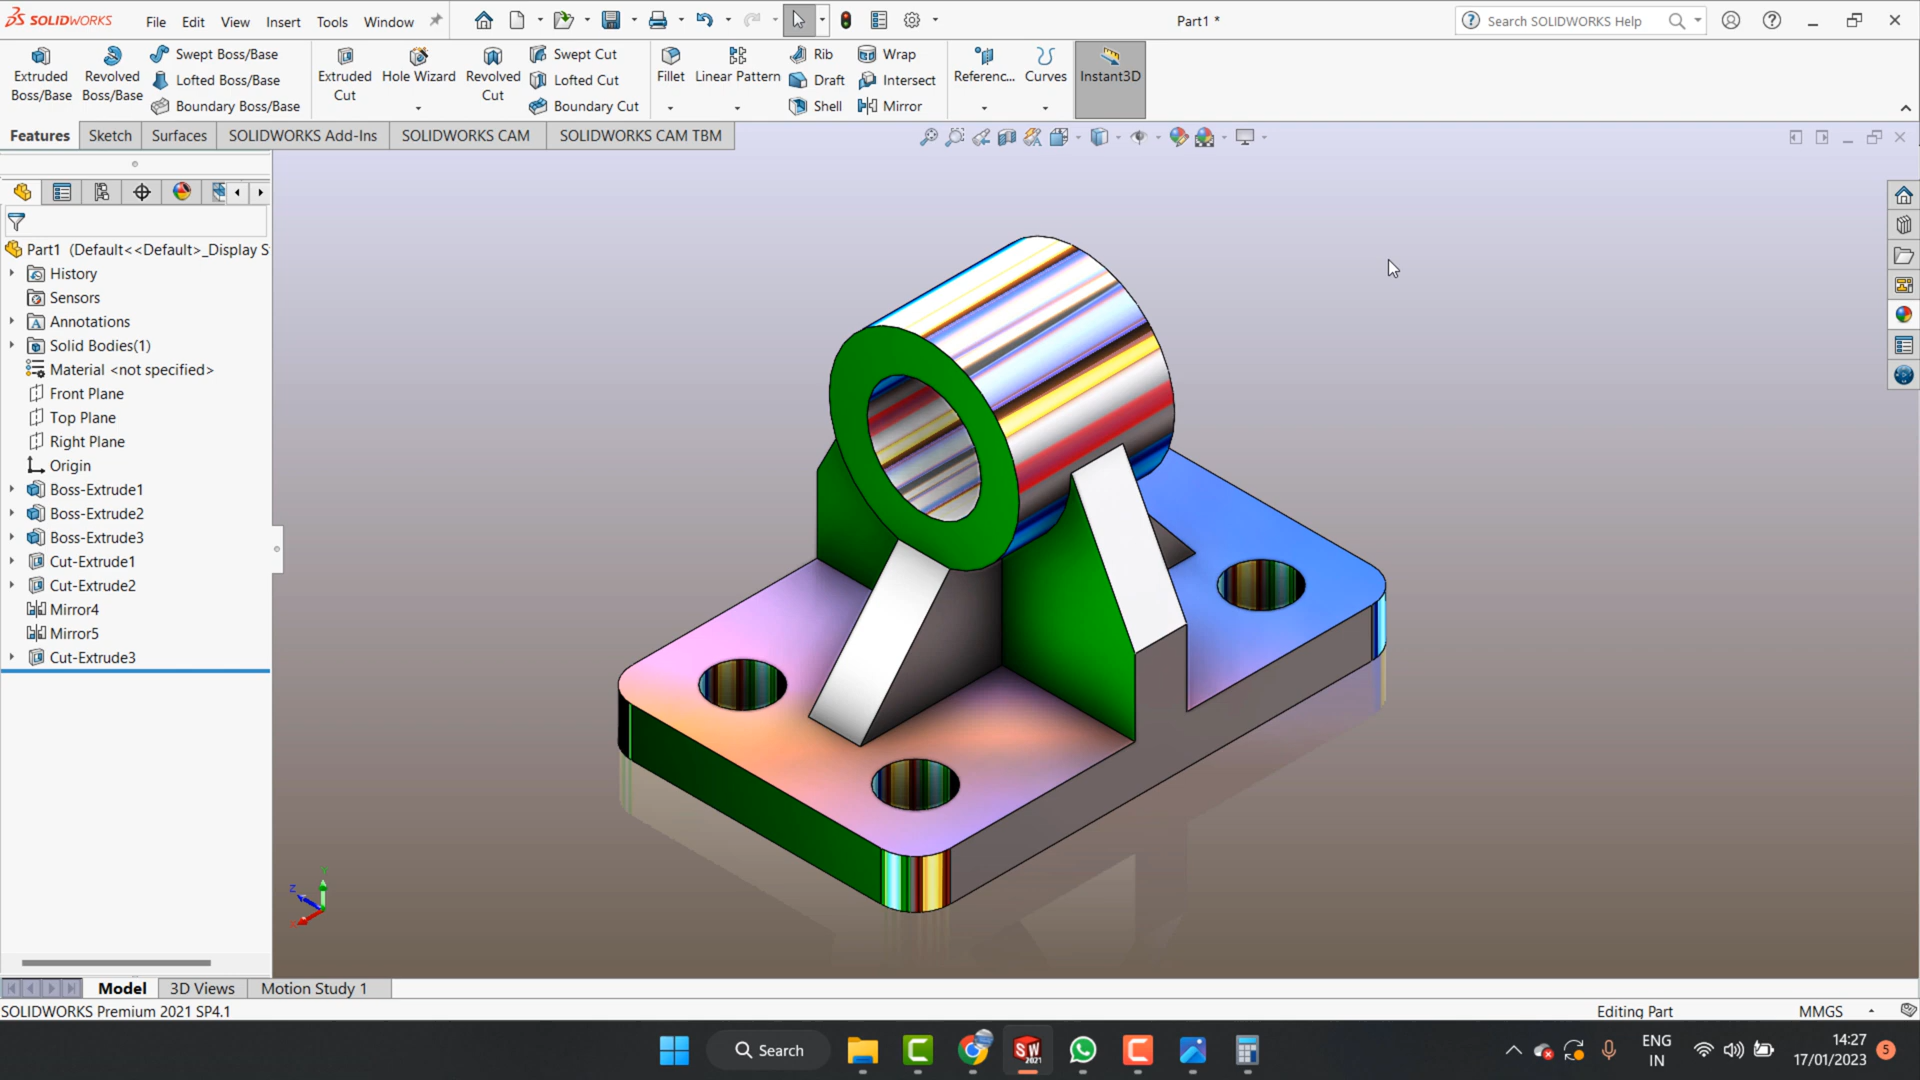 SOLIDWORKS File Edit View Insert Tools Window Part1 * Search SOLIDWORKS Help
Extruded Boss/Base
Revolved Boss/Base
Swept Boss/Base
Lofted Boss/Base
Boundary Boss/Base
Extruded Cut
Hole Wizard
Revolved Cut
Swept Cut
Lofted Cut
Boundary Cut
Fillet
Linear Pattern
Rib
Draft
Shell
Wrap
Intersect
Mirror
Referenc...
Curves
Instant3D
Features Sketch Surfaces SOLIDWORKS Add-Ins SOLIDWORKS CAM SOLIDWORKS CAM TBM
Part1 (Default<<Default>_Display S
History
Sensors
Annotations
Solid Bodies(1)
Material <not specified>
Front Plane
Top Plane
Right Plane
Origin
Boss-Extrude1
Boss-Extrude2
Boss-Extrude3
Cut-Extrude1
Cut-Extrude2
Mirror4
Mirror5
Cut-Extrude3
Z
Model 3D Views Motion Study 1
SOLIDWORKS Premium 2021 SP4.1 Editing Part MMGS
Search
SW
2021
ENG
IN
14:27
17/01/2023
5